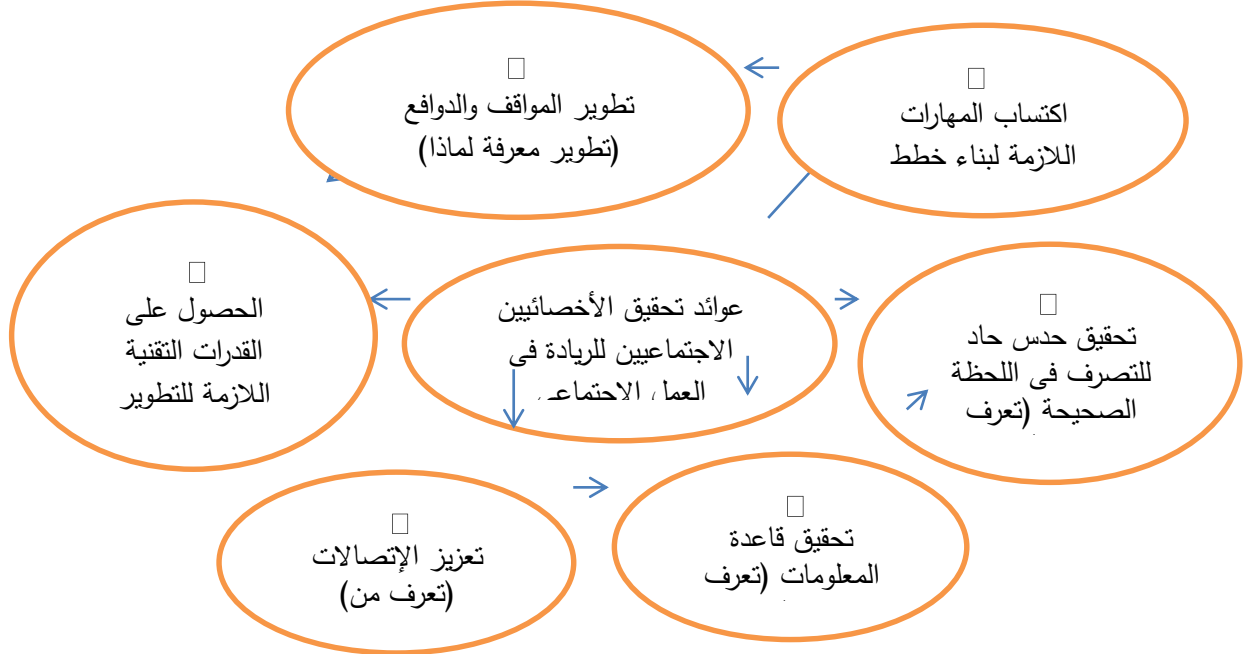 اكتساب المهارات
اللازمة لبناء خطط
تطوير المواقف والدوافع
(تطوير معرفة لماذا)
تحقيق حدس حاد
للتصرف فى اللحظة
الصحيحة (تعرف
عوائد تحقيق الأخصائيين
الاجتماعيين للريادة فى
العمل الاجتماعى
الحصول على
القدرات التقنية
اللازمة للتطوير
تحقيق قاعدة
المعلومات (تعرف
تعزيز الإتصالات
(تعرف من)